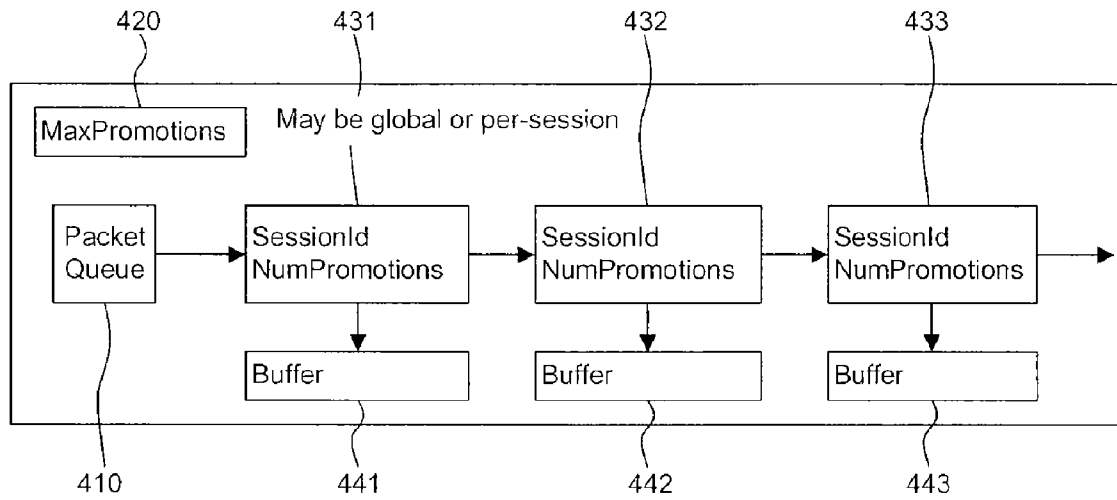 420
431
432
433
MaxPromotions
May be global or per-session
Packet
Queue
SessionId
NumPromotions
SessionId
NumPromotions
SessionId
NumPromotions
Buffer
Buffer
Buffer
410
441
442
443